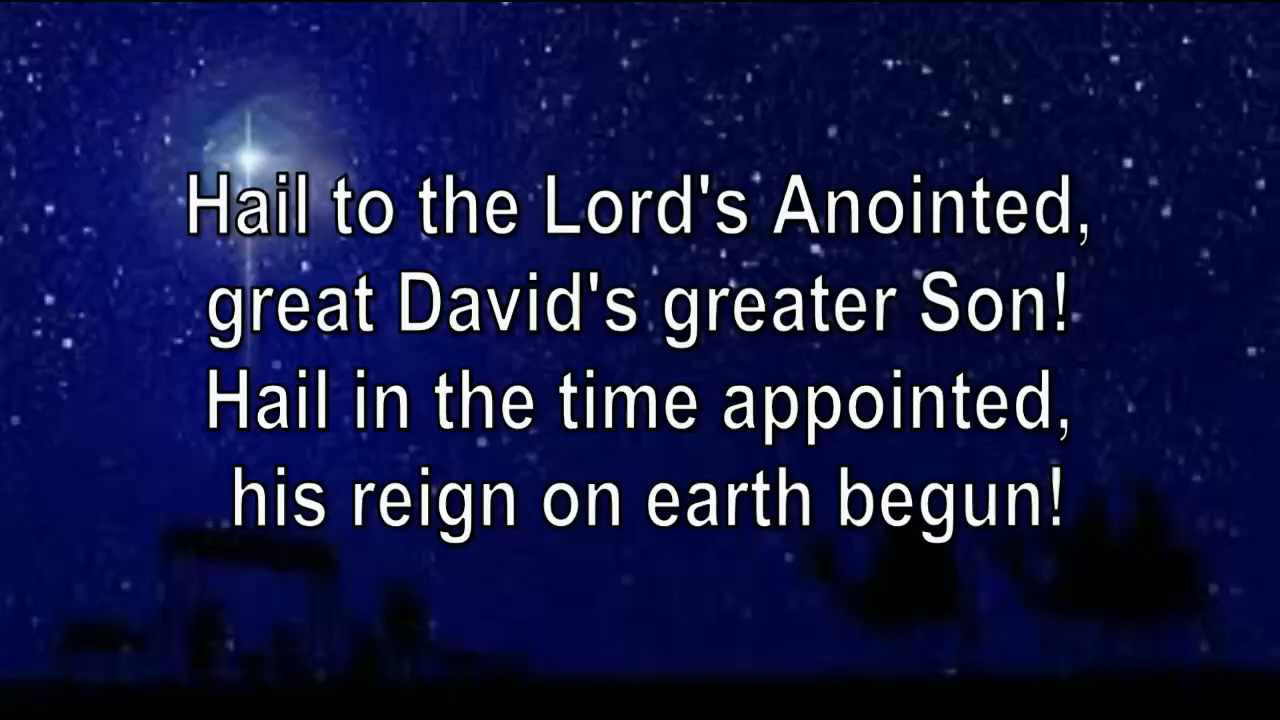 Hail to the Lord's Anointed,
great David's greater Son!
Hail in the time appointed,
his reign on earth begun!